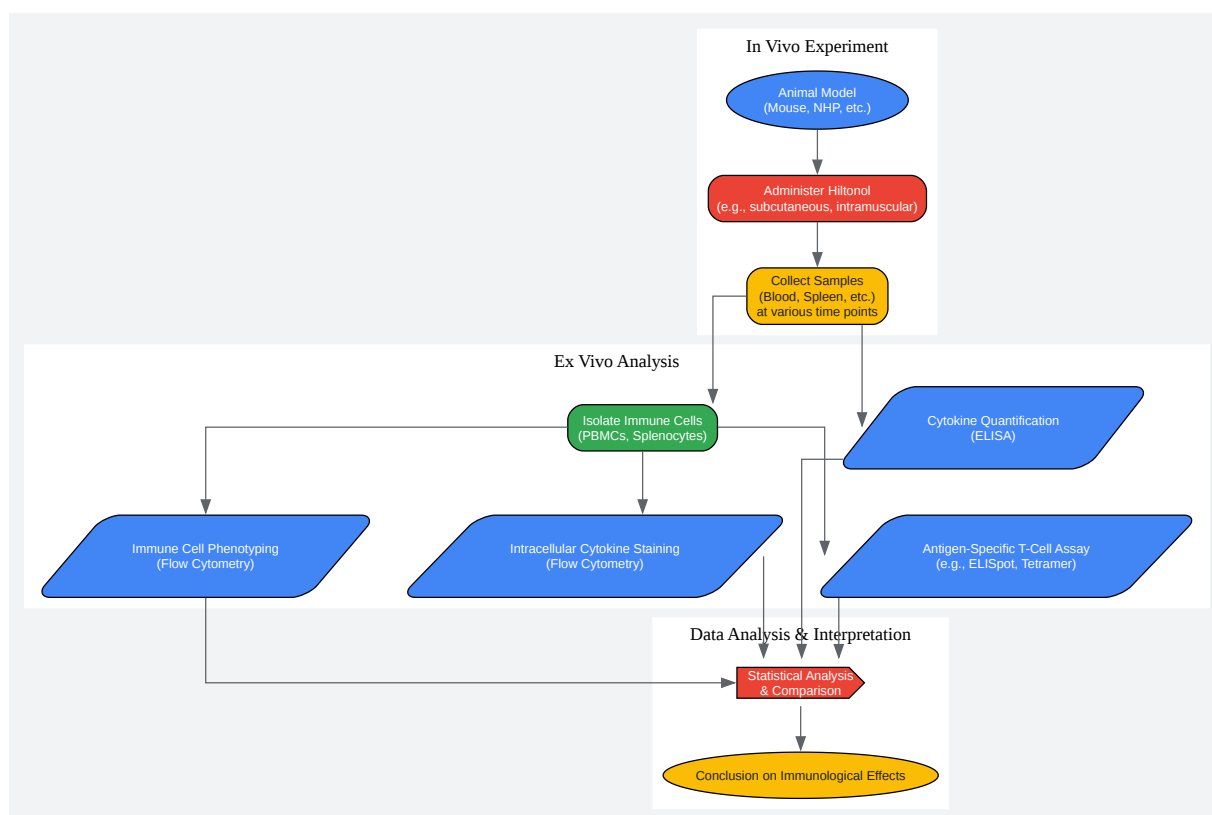 In Vivo Experiment
Animal Model
(Mouse, NHP, etc.)
Administer Hiltonol
(e.g., subcutaneous, intramuscular)
Collect Samples
(Blood, Spleen, etc.)
at various time points
Ex Vivo Analysis
Isolate Immune Cells
(PBMCs, Splenocytes)
Cytokine Quantification
(ELISA)
Immune Cell Phenotyping
(Flow Cytometry)
Intracellular Cytokine Staining
(Flow Cytometry)
Antigen-Specific T-Cell Assay
(e.g., ELISpot, Tetramer)
Data Analysis & Interpretation
Statistical Analysis
& Comparison
Conclusion on Immunological Effects